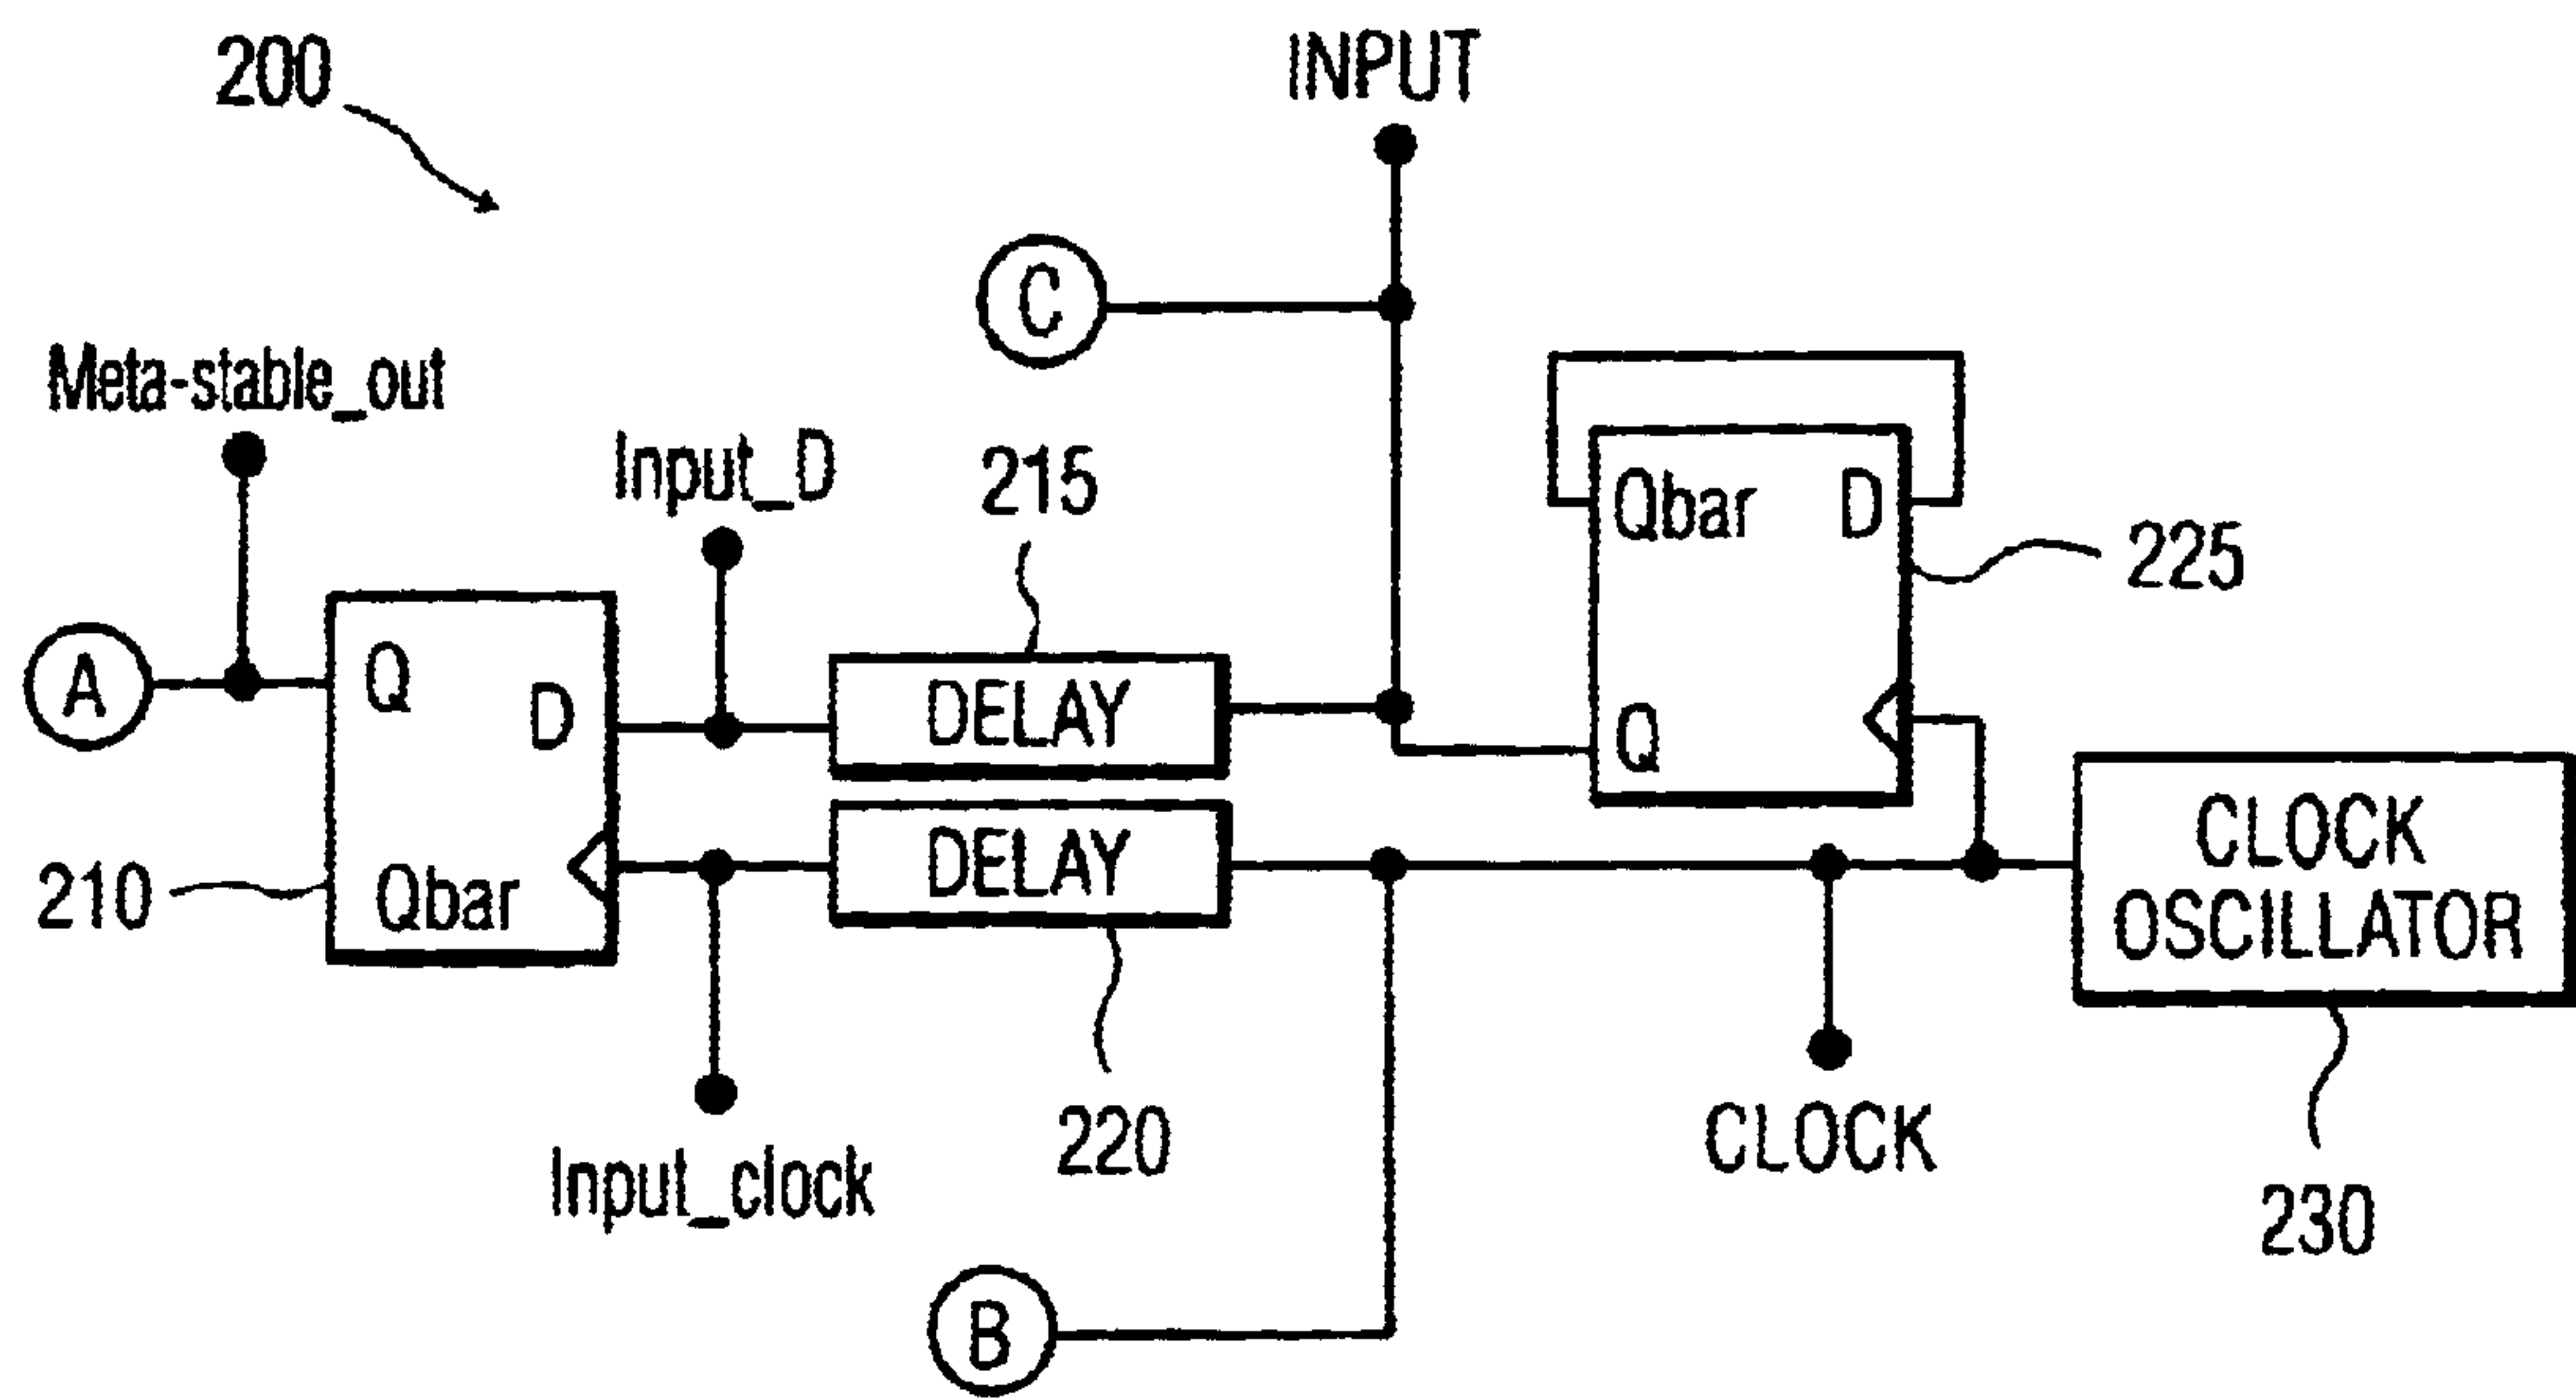 200
INPUT
C
Meta-stable_out
Input_D
215
Qbar D
225
A
Q
D
DELAY
Q
210
Qbar
DELAY
CLOCK
OSCILLATOR
Input_clock
220
CLOCK
230
B